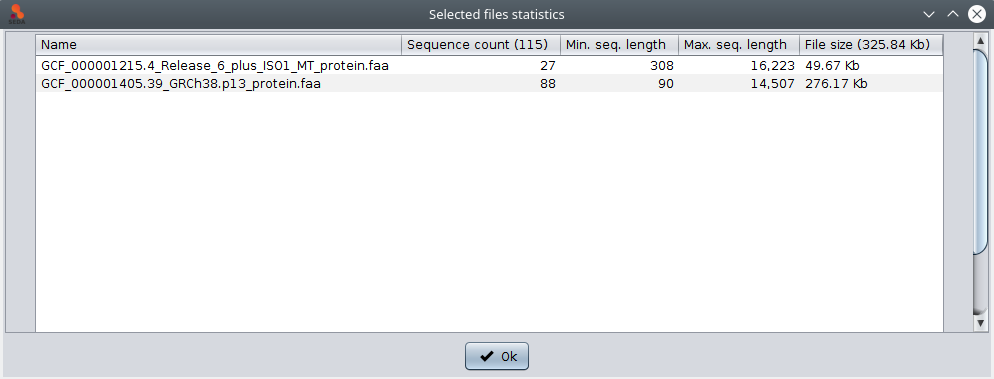 Selected files statistics
SEDA
Name Sequence count (115) Min. seq. length Max. seq. length File size (325.84 Kb)
GCF_000001215.4_Release_6_plus_ISO1_MT_protein.faa 27 308 16,223 49.67 Kb
GCF_000001405.39_GRCh38.p13_protein.faa 88 90 14,507 276.17 Kb
Ok